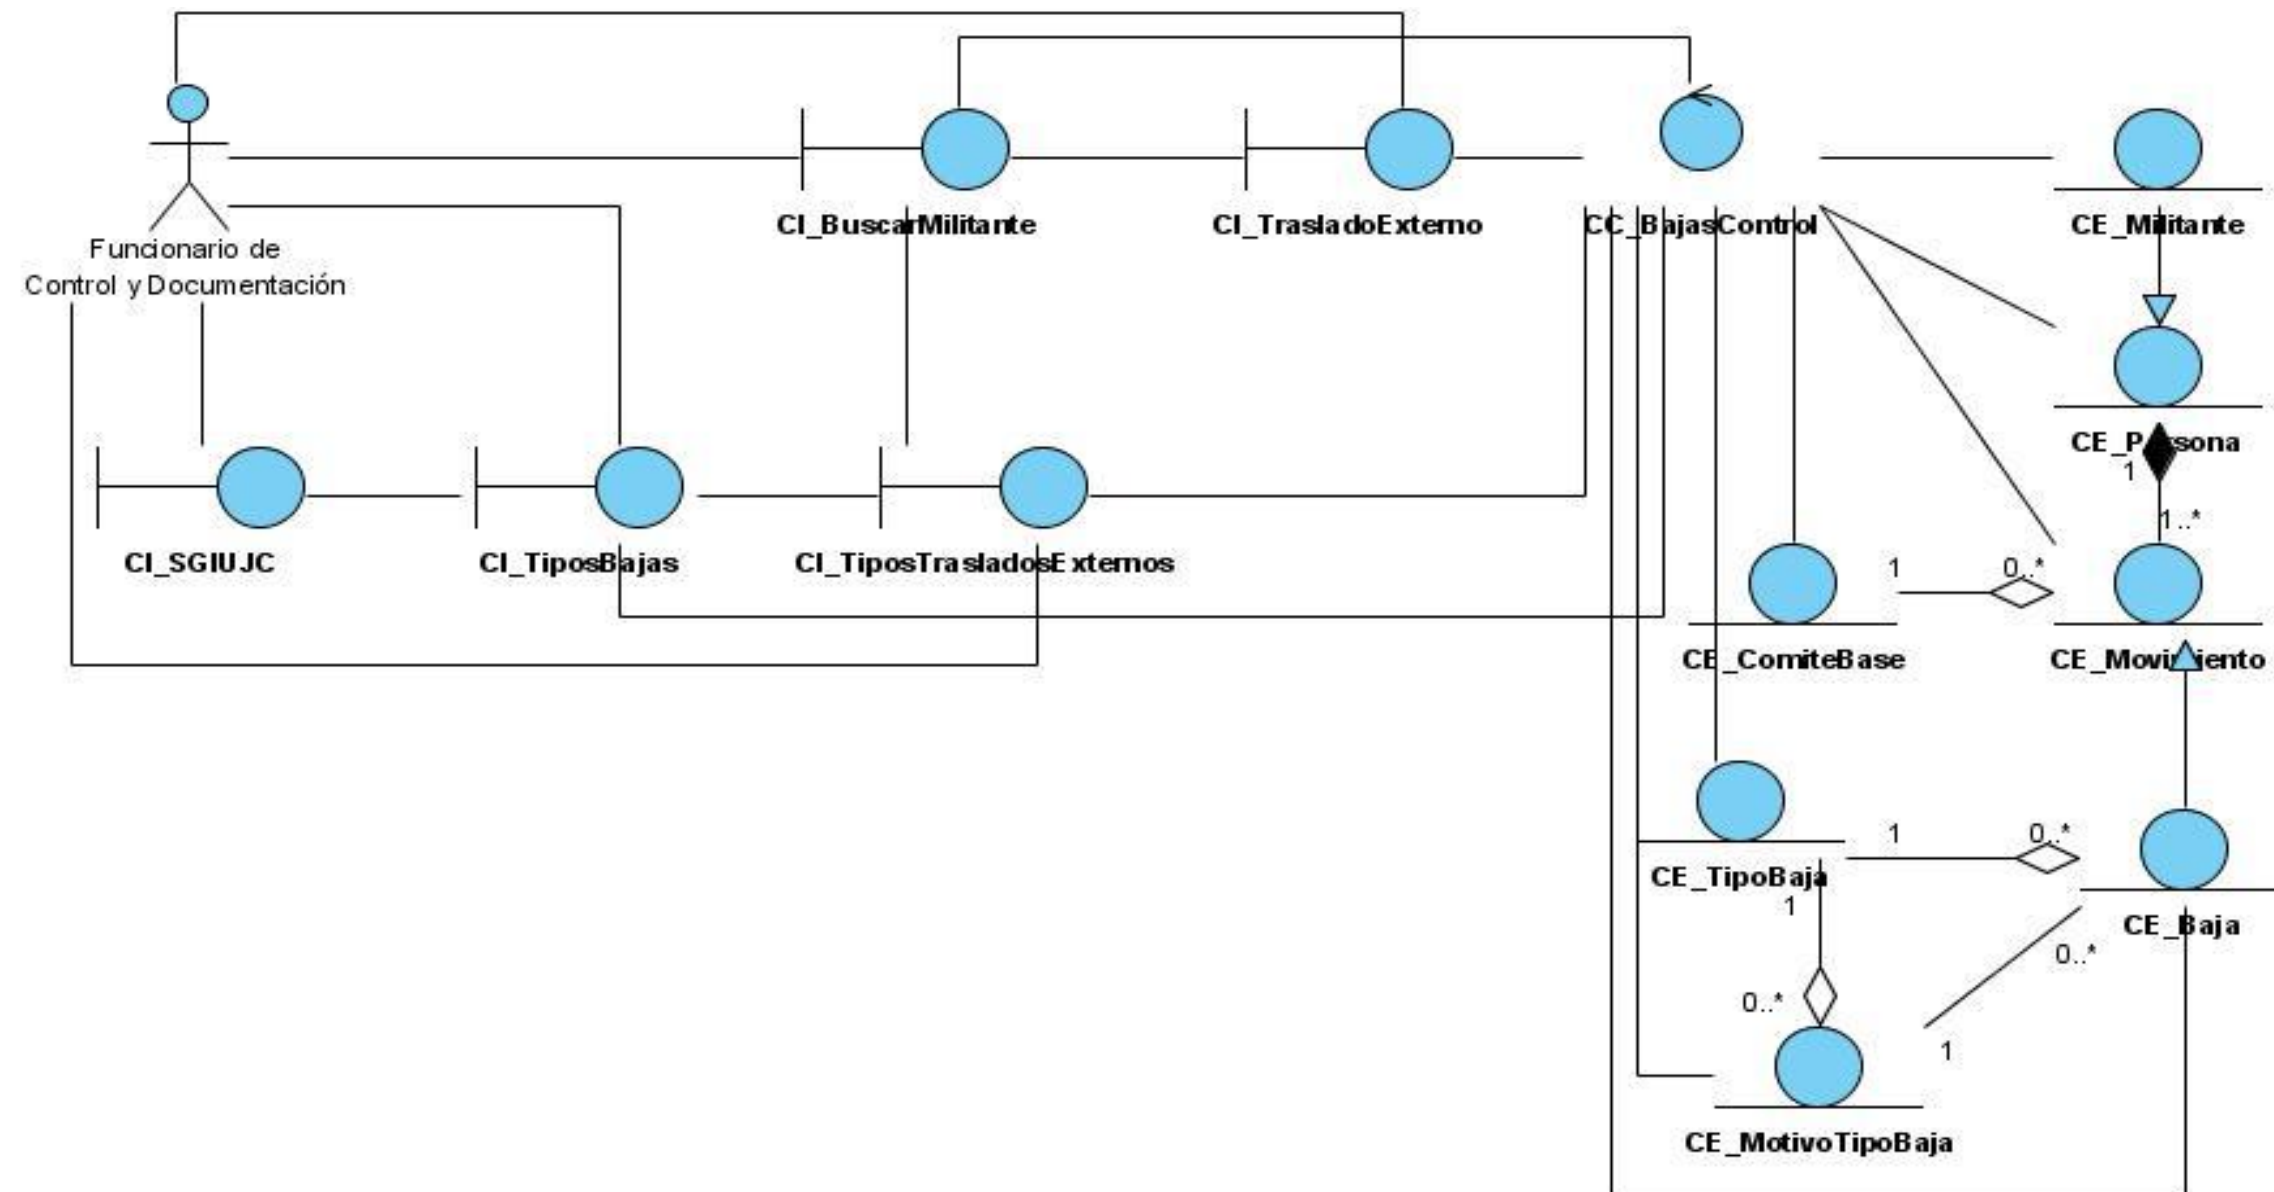 CI_BuscarMilitante
CI_TrasladoExterno
CC_BajasControl
CE_Militante
Funcionario de
Control y Documentación
CE_Persona
1
1..*
CI_SGIUJC
CI_TiposBajas
CI_TiposTrasladosExternos
1
0..*
CE_ComiteBase
CE_Movimiento
1
0..*
CE_TipoBaja
1
CE_Baja
0..*
0..*
1
CE_MotivoTipoBaja